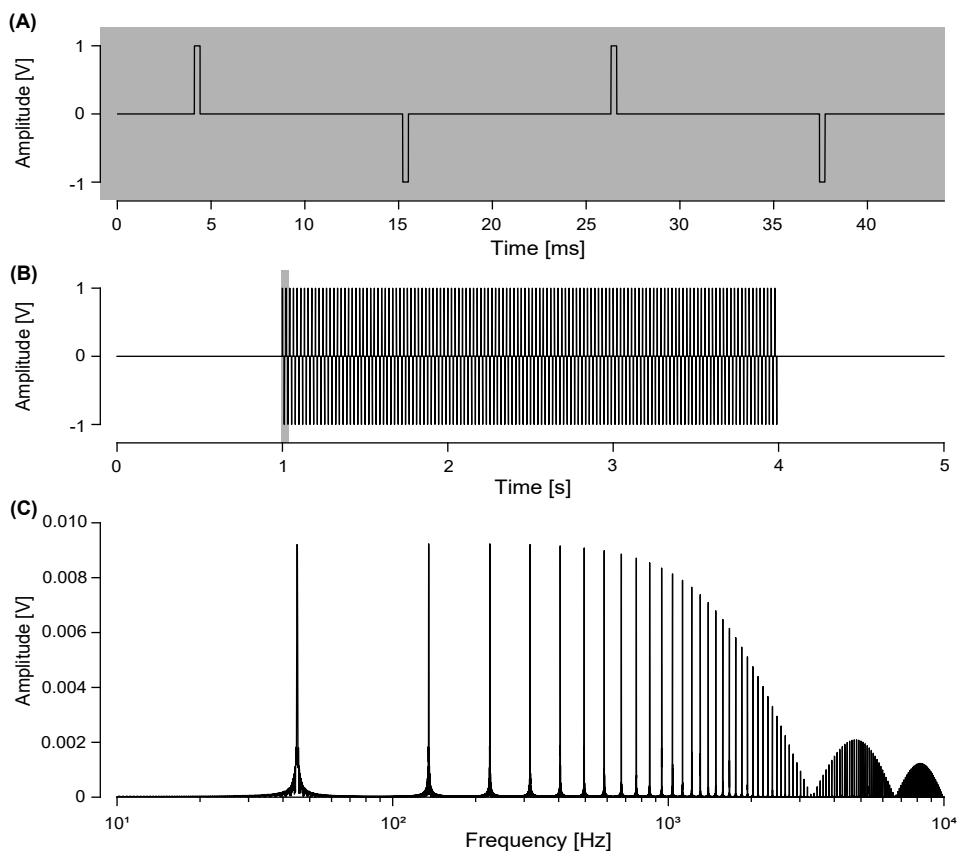 (A)
Amplitude [V]
1
0
-1
0 5 10 15 20 25 30 35 40
Time [ms]
(B)
Amplitude [V]
1
0
-1
0 1 2 3 4 5
Time [s]
(C)
Amplitude [V]
0.010
0.008
0.006
0.004
0.002
0
10¹ 10² 10³ 10⁴
Frequency [Hz]